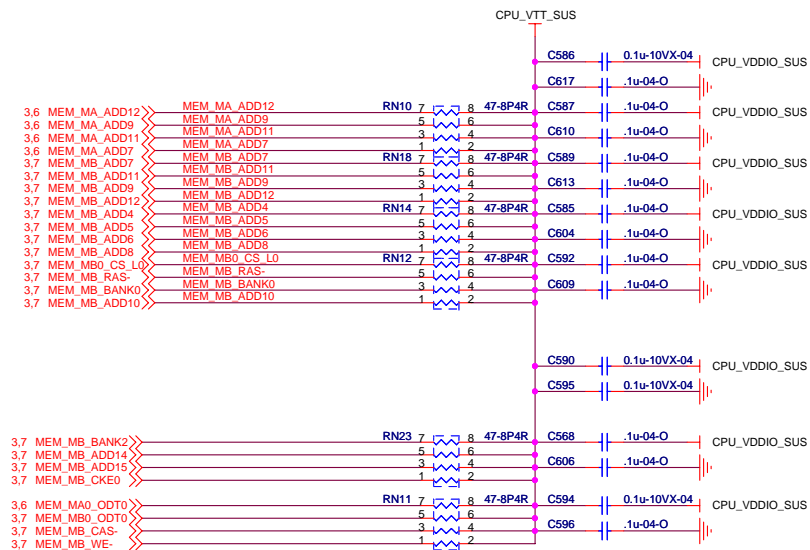 CPU_VTT_SUS
C586 0.1u-10VX-04 CPU_VDDIO_SUS
C617 .1u-04-O
3,6 MEM_MA_ADD12 MEM_MA_ADD12 RN10 7 8 47-8P4R C587 .1u-04-O CPU_VDDIO_SUS
3,6 MEM_MA_ADD9 MEM_MA_ADD9 5 6
3,6 MEM_MA_ADD11 MEM_MA_ADD11 3 4 C610 .1u-04-O
3,6 MEM_MA_ADD7 MEM_MA_ADD7 1 2
3,7 MEM_MB_ADD7 MEM_MB_ADD7 RN18 7 8 47-8P4R C589 .1u-04-O CPU_VDDIO_SUS
3,7 MEM_MB_ADD11 MEM_MB_ADD11 5 6
3,7 MEM_MB_ADD9 MEM_MB_ADD9 3 4 C613 .1u-04-O
3,7 MEM_MB_ADD12 MEM_MB_ADD12 1 2
3,7 MEM_MB_ADD4 MEM_MB_ADD4 RN14 7 8 47-8P4R C585 .1u-04-O CPU_VDDIO_SUS
3,7 MEM_MB_ADD5 MEM_MB_ADD5 5 6
3,7 MEM_MB_ADD6 MEM_MB_ADD6 3 4 C604 .1u-04-O
3,7 MEM_MB_ADD8 MEM_MB_ADD8 1 2
3,7 MEM_MB0_CS_L0 MEM_MB0_CS_L0 RN12 7 8 47-8P4R C592 .1u-04-O CPU_VDDIO_SUS
3,7 MEM_MB_RAS- MEM_MB_RAS- 5 6
3,7 MEM_MB_BANK0 MEM_MB_BANK0 3 4 C609 .1u-04-O
3,7 MEM_MB_ADD10 MEM_MB_ADD10 1 2
C590 0.1u-10VX-04 CPU_VDDIO_SUS
C595 0.1u-10VX-04
3,7 MEM_MB_BANK2 RN23 7 8 47-8P4R C568 .1u-04-O CPU_VDDIO_SUS
3,7 MEM_MB_ADD14 5 6
3,7 MEM_MB_ADD15 3 4 C606 .1u-04-O
3,7 MEM_MB_CKE0 1 2
3,6 MEM_MA0_ODT0 RN11 7 8 47-8P4R C594 0.1u-10VX-04 CPU_VDDIO_SUS
3,7 MEM_MB0_ODT0 5 6
3,7 MEM_MB_CAS- 3 4 C596 .1u-04-O
3,7 MEM_MB_WE- 1 2